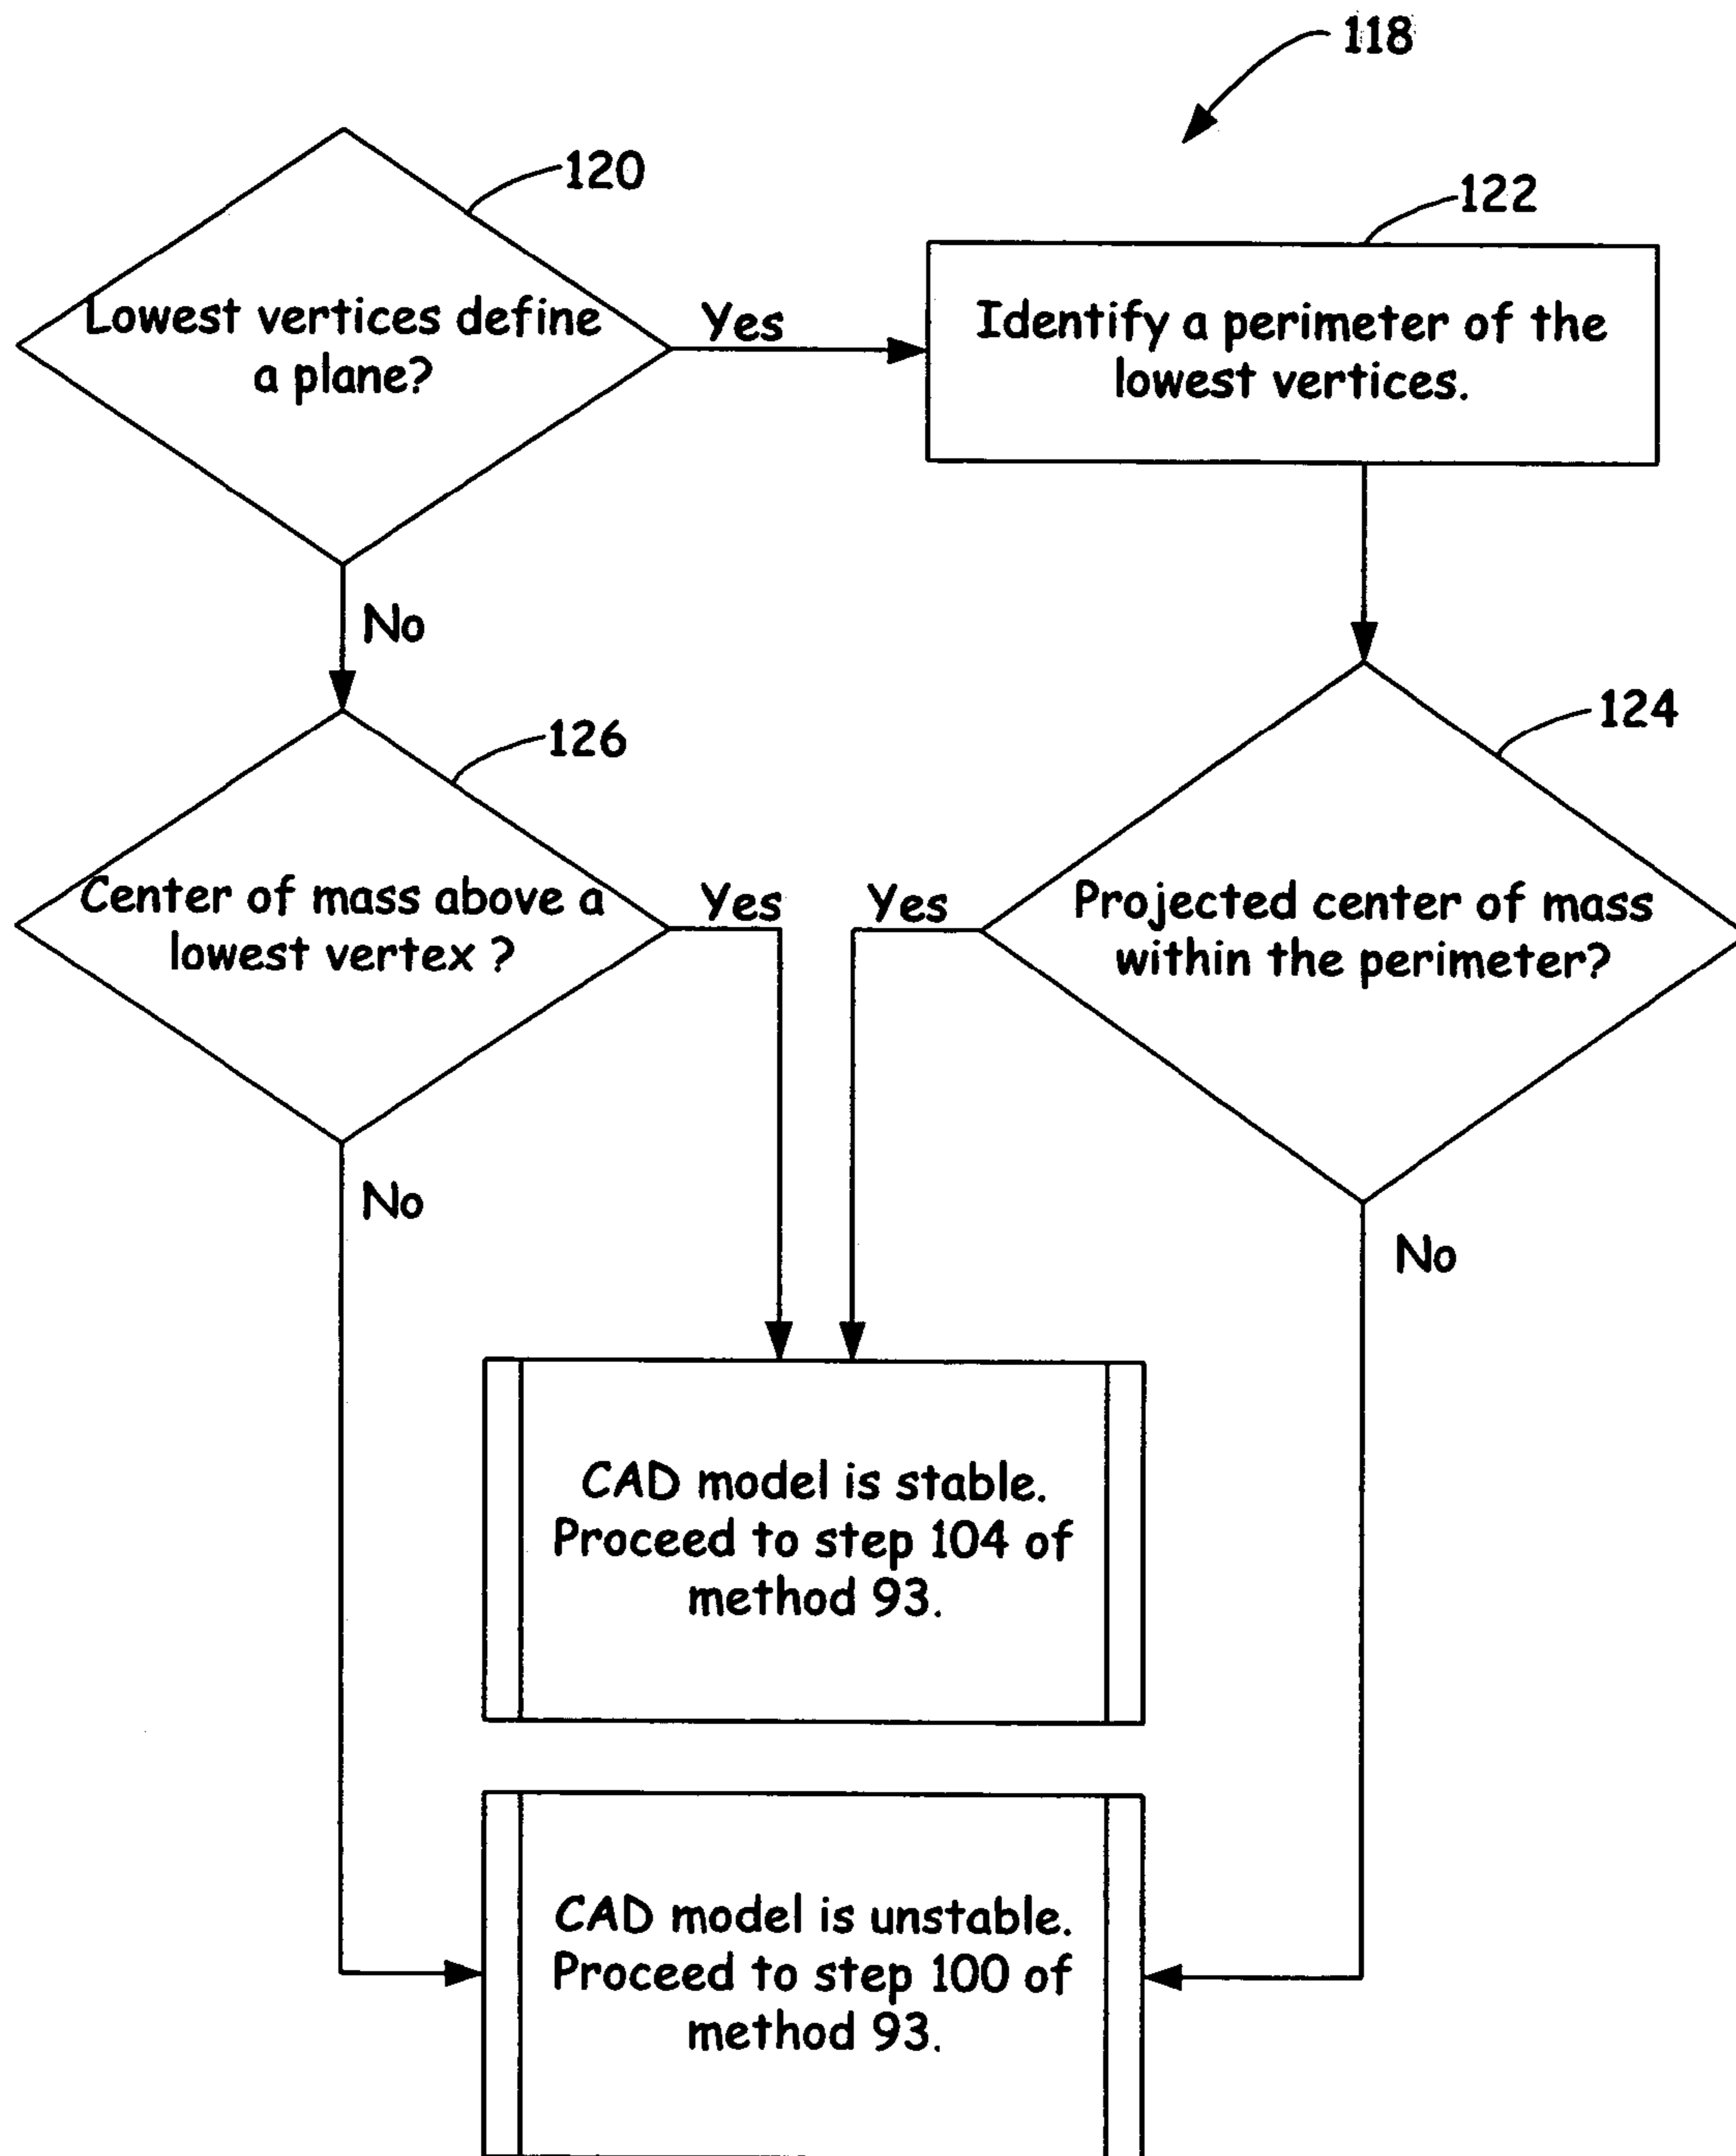 118
120
Lowest vertices define
a plane?
Yes
122
Identify a perimeter of the
lowest vertices.
No
126
Center of mass above a
lowest vertex ?
Yes
Yes
124
Projected center of mass
within the perimeter?
No
No
CAD model is stable.
Proceed to step 104 of
method 93.
CAD model is unstable.
Proceed to step 100 of
method 93.